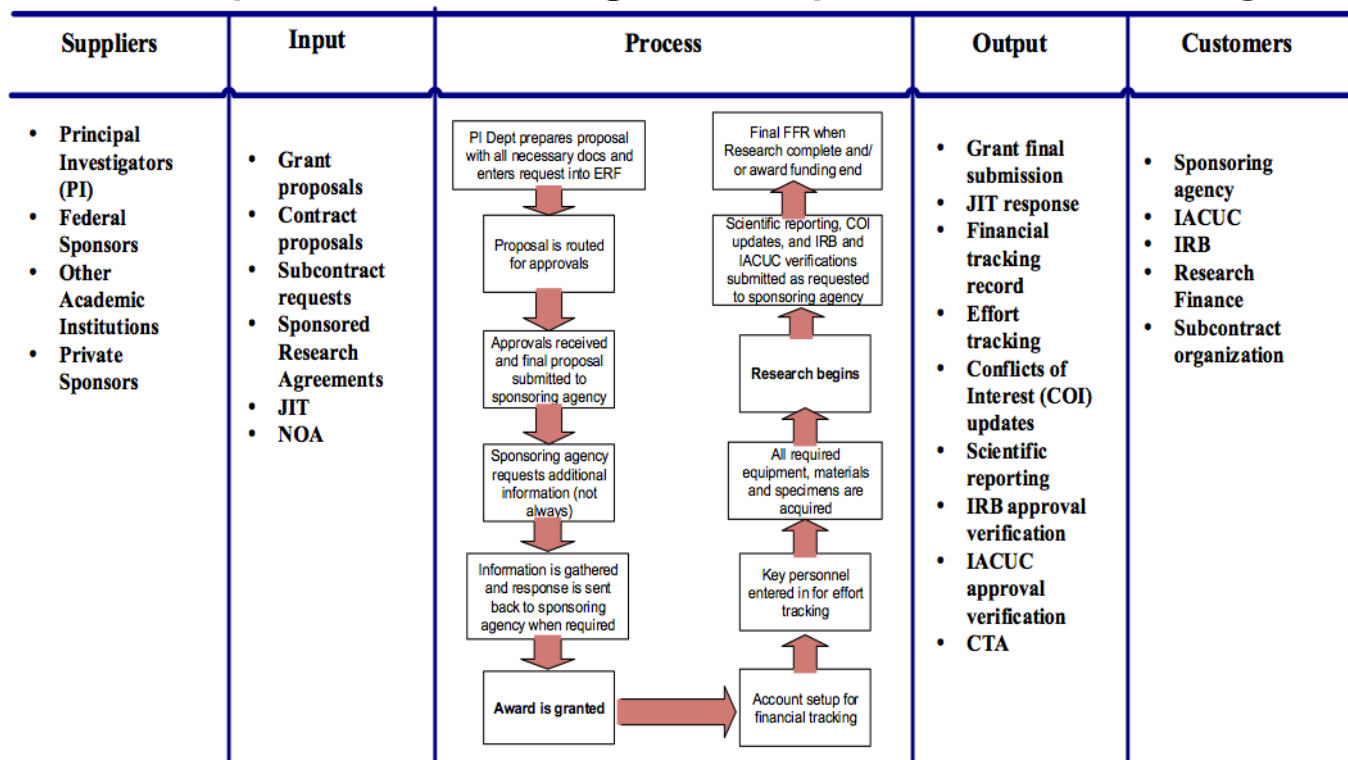 Suppliers
Input
Process
Output
Customers
• Principal
Investigators
(PI)
• Federal
Sponsors
• Other
Academic
Institutions
• Private
Sponsors
• Grant
proposals
• Contract
proposals
• Subcontract
requests
• Sponsored
Research
Agreements
• JIT
• NOA
PI Dept prepares proposal
with all necessary docs and
enters request into ERF
Proposal is routed
for approvals
Approvals received
and final proposal
submitted to
sponsoring agency
Sponsoring agency
requests additional
information (not
always)
Information is gathered
and response is sent
back to sponsoring
agency when required
Award is granted
Account setup for
financial tracking
Key personnel
entered in for effort
tracking
All required
equipment, materials
and specimens are
acquired
Research begins
Scientific reporting, COI
updates, and IRB and
IACUC verifications
submitted as requested
to sponsoring agency
Final FFR when
Research complete and/
or award funding end
• Grant final
submission
• JIT response
• Financial
tracking
record
• Effort
tracking
• Conflicts of
Interest (COI)
updates
• Scientific
reporting
• IRB approval
verification
• IACUC
approval
verification
• CTA
• Sponsoring
agency
• IACUC
• IRB
• Research
Finance
• Subcontract
organization